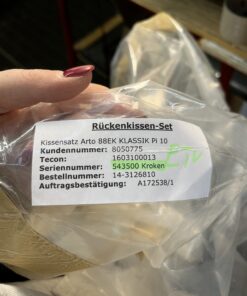 Rückenkissen-Set
Kissensatz Arto 88EK KLASSIK Pi 10
Kundennummer: 8050775
Tecon: 1603100013
Seriennummer: 543500 Kroken
Bestellnummer: 14-3126810
Auftragsbestätigung: A172538/1